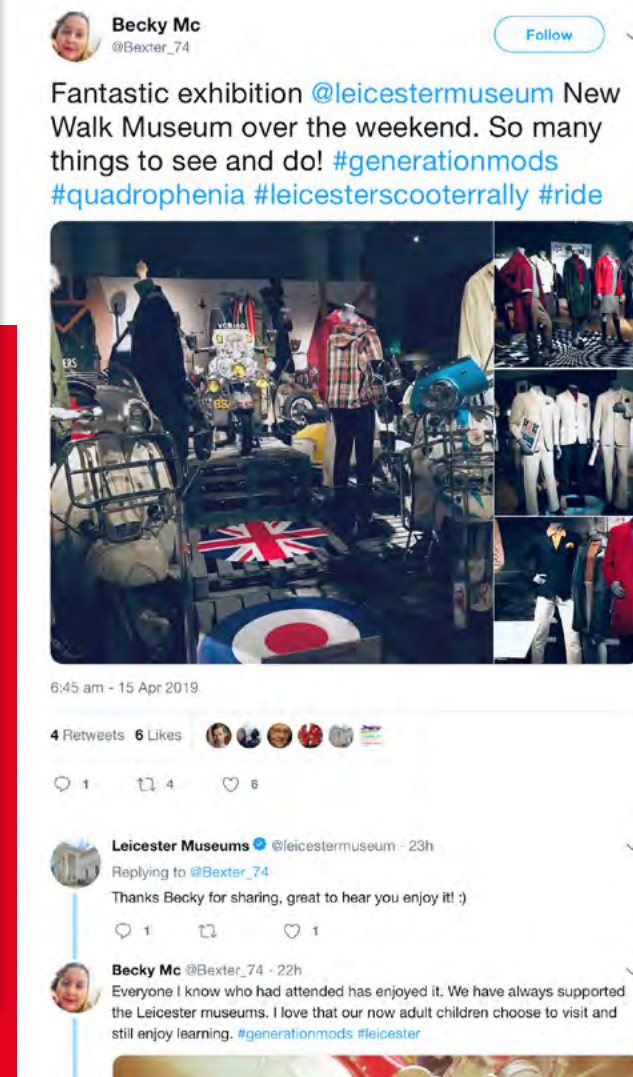 Becky Mc
@Bexter_74
Follow
Fantastic exhibition @leicestermuseum New
Walk Museum over the weekend. So many
things to see and do! #generationmods
#quadrophenia #leicesterscooterrally #ride
6:45 am - 15 Apr 2019
4 Retweets 6 Likes
1 4 6
Leicester Museums @leicestermuseum · 23h
Replying to @Bexter_74
Thanks Becky for sharing, great to hear you enjoy it! :)
1 1
Becky Mc @Bexter_74 · 22h
Everyone I know who had attended has enjoyed it. We have always supported
the Leicester museums. I love that our now adult children choose to visit and
still enjoy learning. #generationmods #leicester